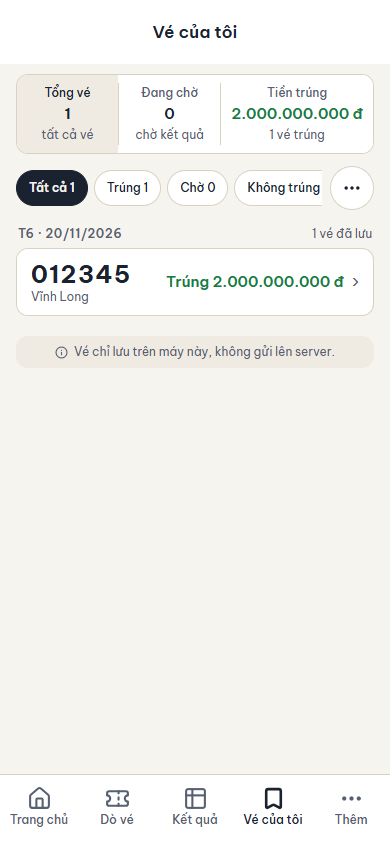 Vé của tôi
Tổng vé
1
tất cả vé
Đang chờ
0
chờ kết quả
Tiền trúng
2.000.000.000 đ
1 vé trúng
Tất cả 1
Trúng 1
Chờ 0
Không trúng
T6 · 20/11/2026
1 vé đã lưu
012345
Vĩnh Long
Trúng 2.000.000.000 đ
Vé chỉ lưu trên máy này, không gửi lên server.
Trang chủ
Dò vé
Kết quả
Vé của tôi
Thêm